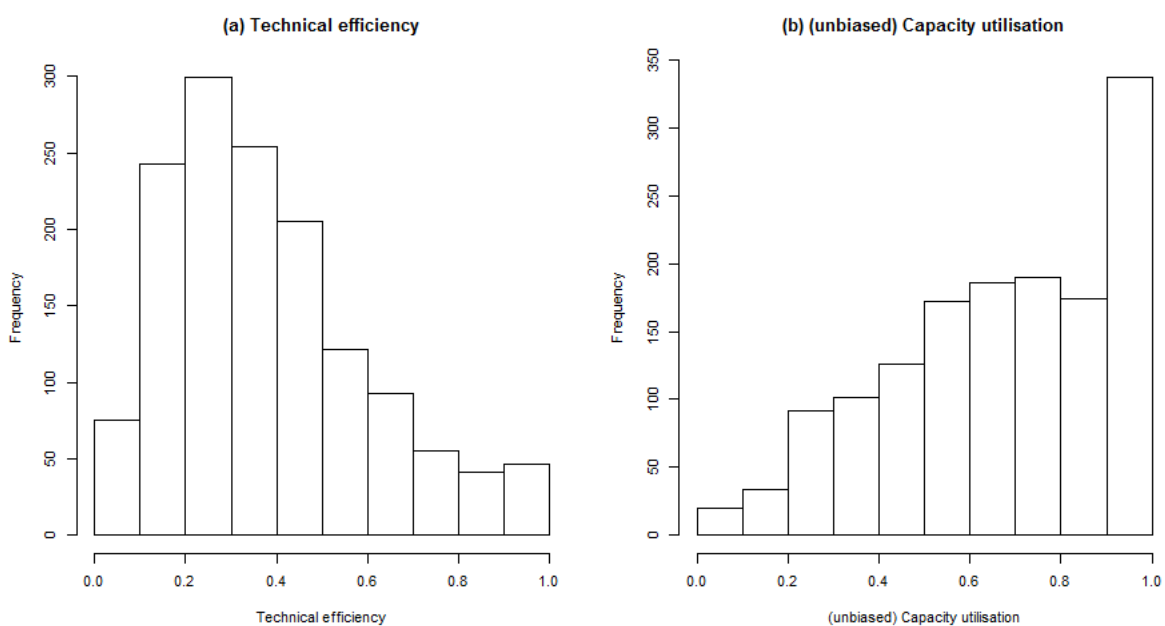 (a) Technical efficiency
Frequency
300
250
200
150
100
50
0
0.0 0.2 0.4 0.6 0.8 1.0
Technical efficiency
(b) (unbiased) Capacity utilisation
Frequency
350
300
250
200
150
100
50
0
0.0 0.2 0.4 0.6 0.8 1.0
(unbiased) Capacity utilisation